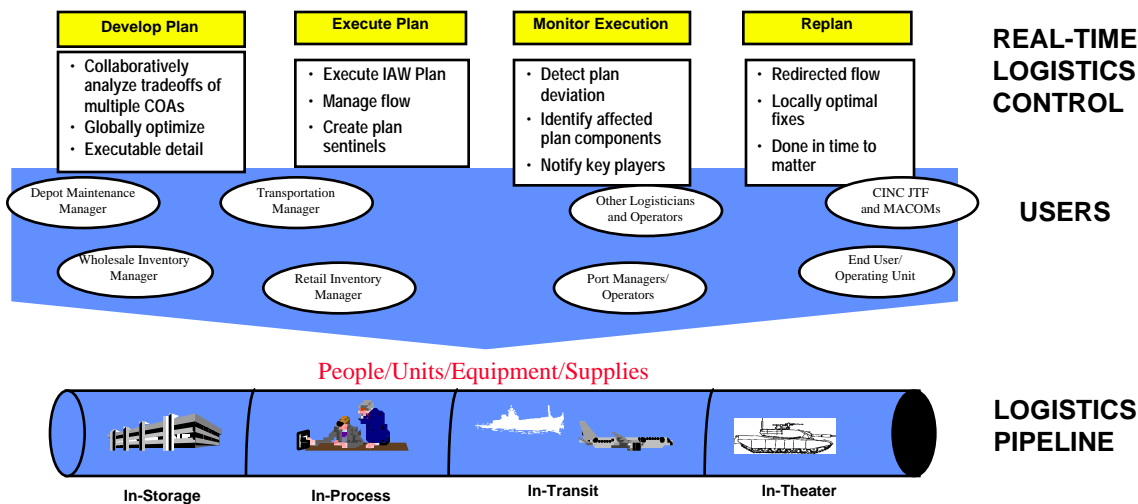 Develop Plan
Execute Plan
Monitor Execution
Replan
REAL-TIME
LOGISTICS
CONTROL
• Collaboratively
analyze tradeoffs of
multiple COAs
• Globally optimize
• Executable detail
• Execute IAW Plan
• Manage flow
• Create plan
sentinels
• Detect plan
deviation
• Identify affected
plan components
• Notify key players
• Redirected flow
• Locally optimal
fixes
• Done in time to
matter
USERS
Depot Maintenance
Manager
Transportation
Manager
Other Logisticians
and Operators
CINC JTF
and MACOMs
Wholesale Inventory
Manager
Retail Inventory
Manager
Port Managers/
Operators
End User/
Operating Unit
People/Units/Equipment/Supplies
LOGISTICS
PIPELINE
In-Storage
In-Process
In-Transit
In-Theater